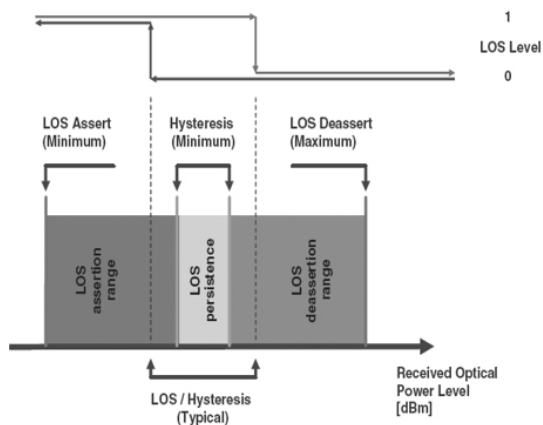 1
LOS Level
0
LOS Assert
(Minimum)
Hysteresis
(Minimum)
LOS Deassert
(Maximum)
LOS
assertion
range
LOS
persistence
LOS
deassertion
range
Received Optical
Power Level
[dBm]
LOS / Hysteresis
(Typical)